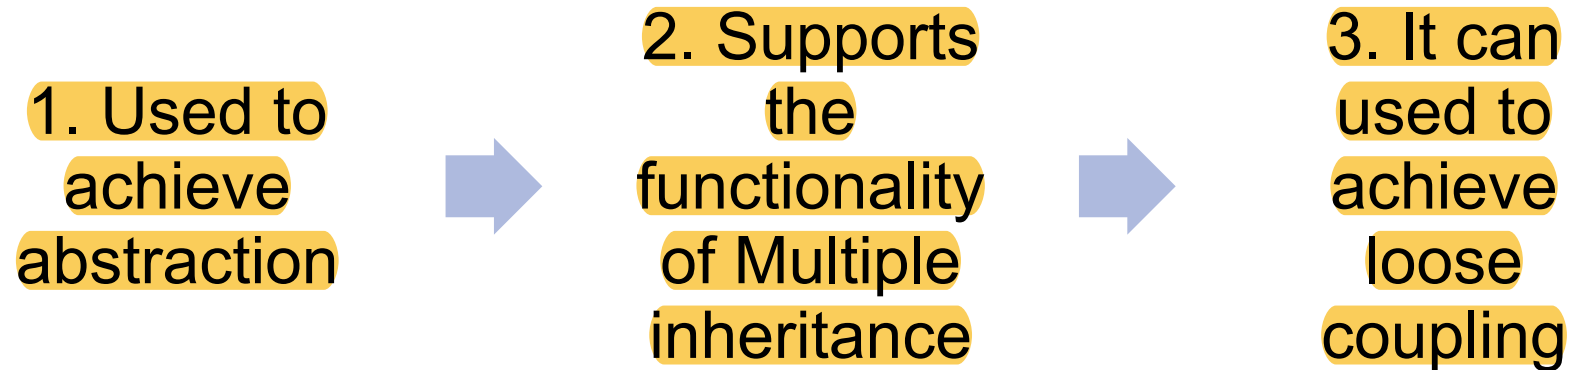 1. Used to
achieve
abstraction
2. Supports
the
functionality
of Multiple
inheritance
3. It can
used to
achieve
loose
coupling